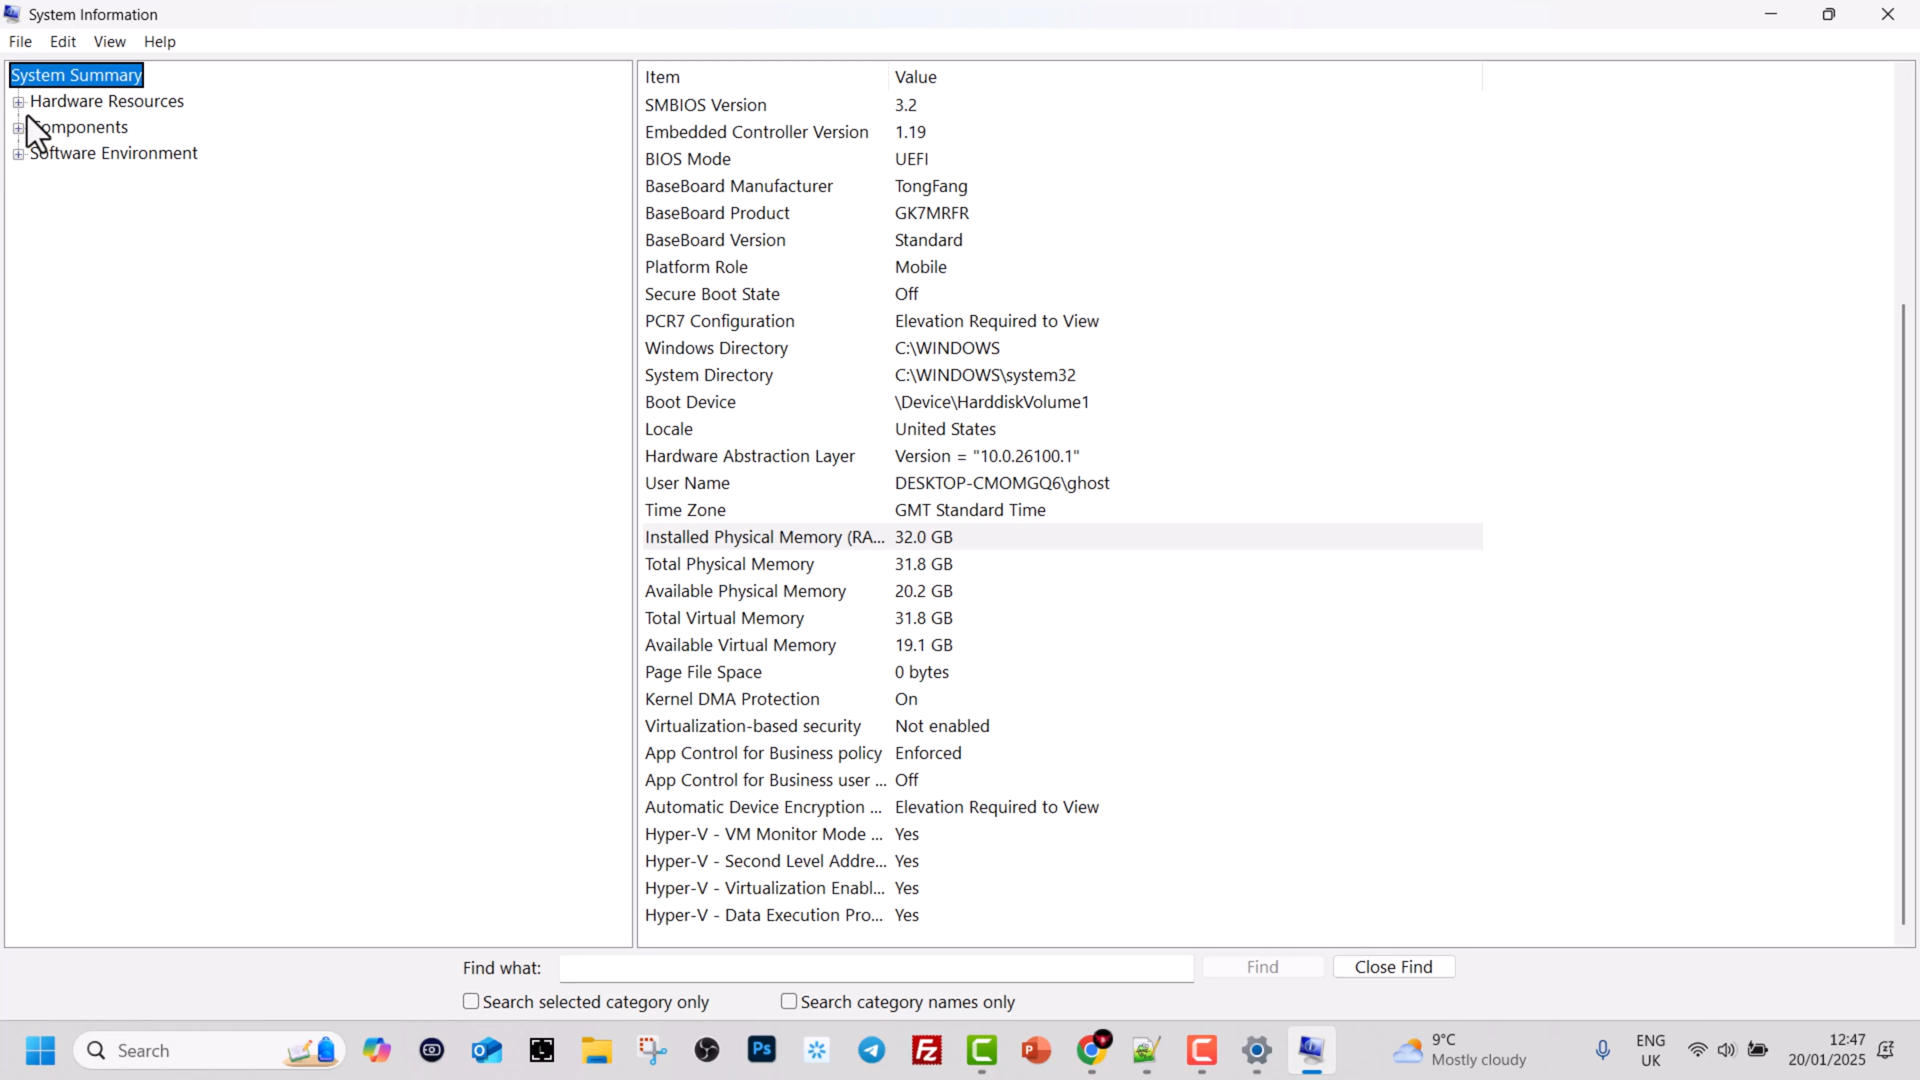 System Information
File Edit View Help
System Summary
Hardware Resources
Components
Software Environment
Item Value
SMBIOS Version 3.2
Embedded Controller Version 1.19
BIOS Mode UEFI
BaseBoard Manufacturer TongFang
BaseBoard Product GK7MRFR
BaseBoard Version Standard
Platform Role Mobile
Secure Boot State Off
PCR7 Configuration Elevation Required to View
Windows Directory C:\WINDOWS
System Directory C:\WINDOWS\system32
Boot Device \Device\HarddiskVolume1
Locale United States
Hardware Abstraction Layer Version = "10.0.26100.1"
User Name DESKTOP-CMOMGQ6\ghost
Time Zone GMT Standard Time
Installed Physical Memory (RA... 32.0 GB
Total Physical Memory 31.8 GB
Available Physical Memory 20.2 GB
Total Virtual Memory 31.8 GB
Available Virtual Memory 19.1 GB
Page File Space 0 bytes
Kernel DMA Protection On
Virtualization-based security Not enabled
App Control for Business policy Enforced
App Control for Business user ... Off
Automatic Device Encryption ... Elevation Required to View
Hyper-V - VM Monitor Mode ... Yes
Hyper-V - Second Level Addre... Yes
Hyper-V - Virtualization Enabl... Yes
Hyper-V - Data Execution Pro... Yes
Find what: Find Close Find
Search selected category only Search category names only
Search Ps Fz C P C 9°C Mostly cloudy ENG UK 12:47 20/01/2025